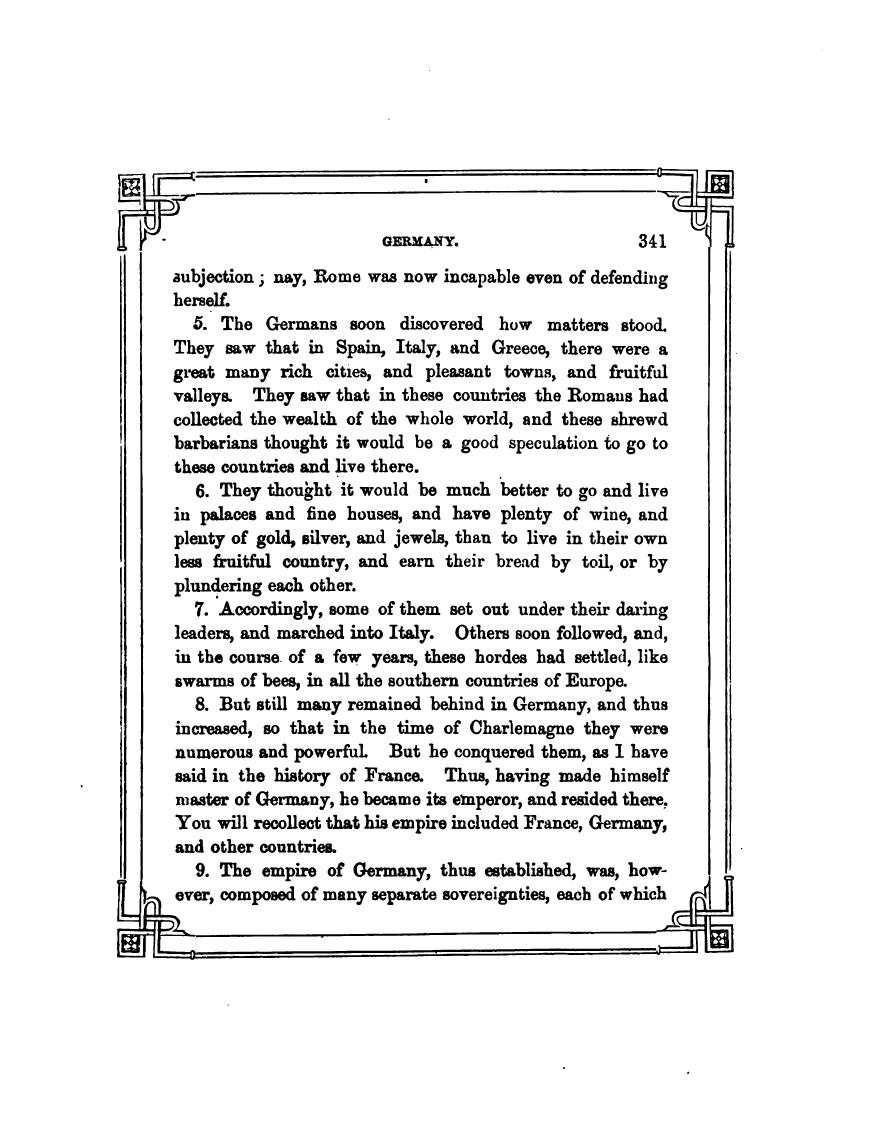 GERMANY. 341
subjection; nay, Rome was now incapable even of defending
herself.
5. The Germans soon discovered how matters stood.
They saw that in Spain, Italy, and Greece, there were a
great many rich cities, and pleasant towns, and fruitful
valleys. They saw that in these countries the Romans had
collected the wealth of the whole world, and these shrewd
barbarians thought it would be a good speculation to go to
these countries and live there.
6. They thought it would be much better to go and live
in palaces and fine houses, and have plenty of wine, and
plenty of gold, silver, and jewels, than to live in their own
less fruitful country, and earn their bread by toil, or by
plundering each other.
7. Accordingly, some of them set out under their daring
leaders, and marched into Italy. Others soon followed, and,
in the course of a few years, these hordes had settled, like
swarms of bees, in all the southern countries of Europe.
8. But still many remained behind in Germany, and thus
increased, so that in the time of Charlemagne they were
numerous and powerful. But he conquered them, as I have
said in the history of France. Thus, having made himself
master of Germany, he became its emperor, and resided there.
You will recollect that his empire included France, Germany,
and other countries.
9. The empire of Germany, thus established, was, how-
ever, composed of many separate sovereignties, each of which